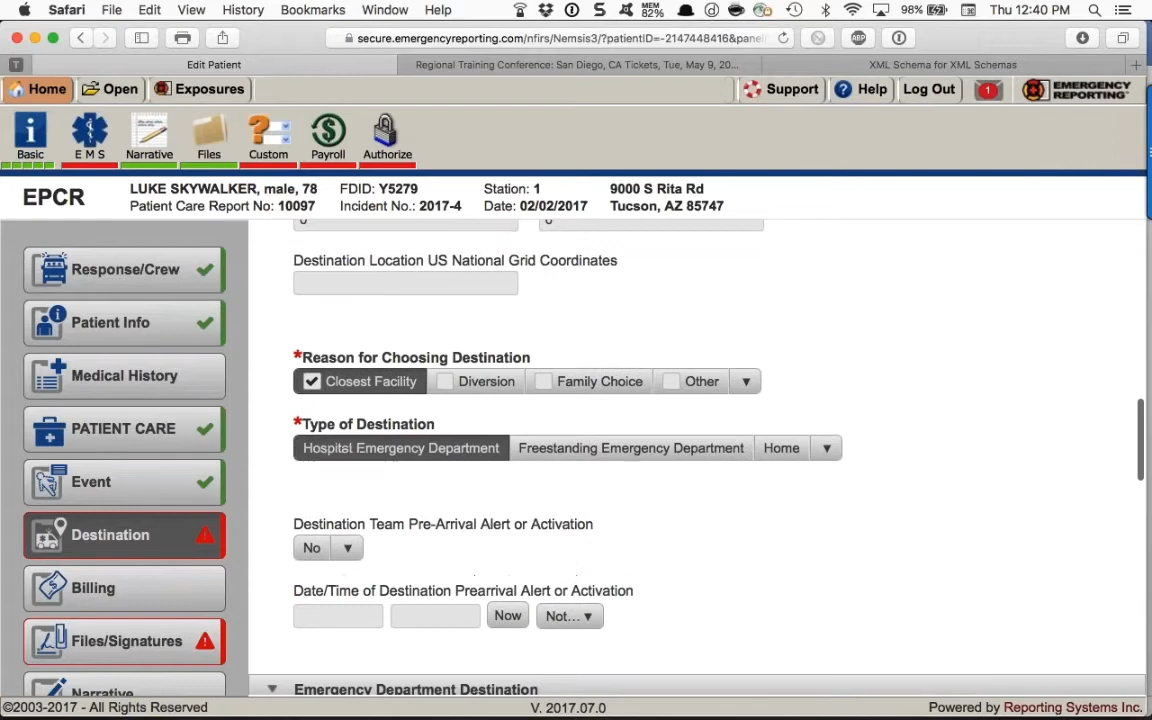 Safari File Edit View History Bookmarks Window Help MEM 82% 98% Thu 12:40 PM
secure.emergencyreporting.com/nfirs/Nemsis3/?patientID=-2147448416&pane ABP
T Edit Patient Regional Training Conference: San Diego, CA Tickets, Tue, May 9, 20... XML Schema for XML Schemas +
Home Open Exposures Support Help Log Out 1 EMERGENCY REPORTING
Basic EMS Narrative Files Custom Payroll Authorize
EPCR
LUKE SKYWALKER, male, 78 FDID: Y5279 Station: 1 9000 S Rita Rd
Patient Care Report No: 10097 Incident No.: 2017-4 Date: 02/02/2017 Tucson, AZ 85747
Response/Crew
Patient Info
Medical History
PATIENT CARE
Event
Destination
Billing
Files/Signatures
Narrative
Destination Location US National Grid Coordinates
*Reason for Choosing Destination
Closest Facility Diversion Family Choice Other
*Type of Destination
Hospital Emergency Department Freestanding Emergency Department Home
Destination Team Pre-Arrival Alert or Activation
No
Date/Time of Destination Prearrival Alert or Activation
Now Not...
Emergency Department Destination
©2003-2017 - All Rights Reserved V. 2017.07.0 Powered by Reporting Systems Inc.